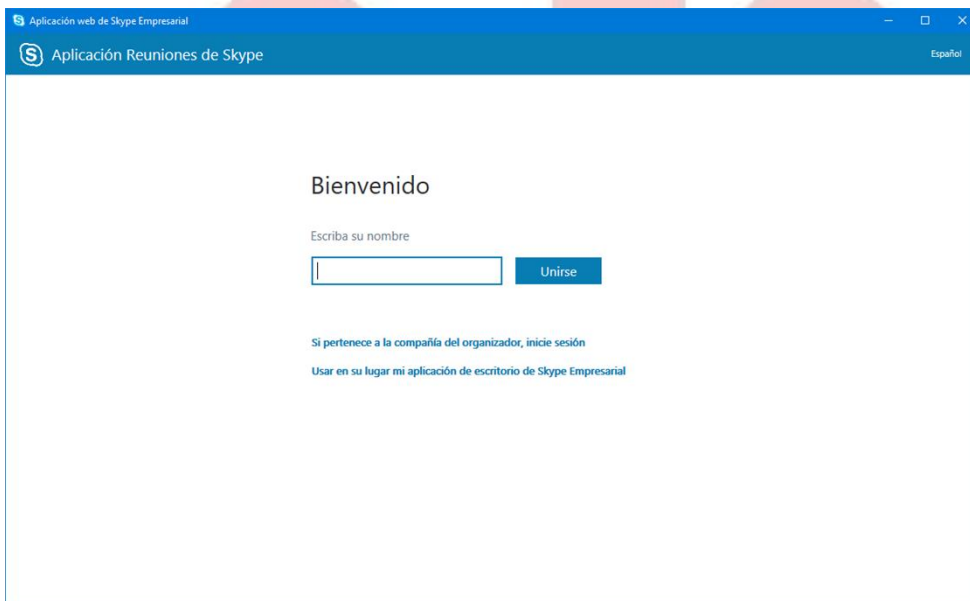 Aplicación web de Skype Empresarial
Aplicación Reuniones de Skype
Español
Bienvenido
Escriba su nombre
Unirse
Si pertenece a la compañía del organizador, inicie sesión
Usar en su lugar mi aplicación de escritorio de Skype Empresarial